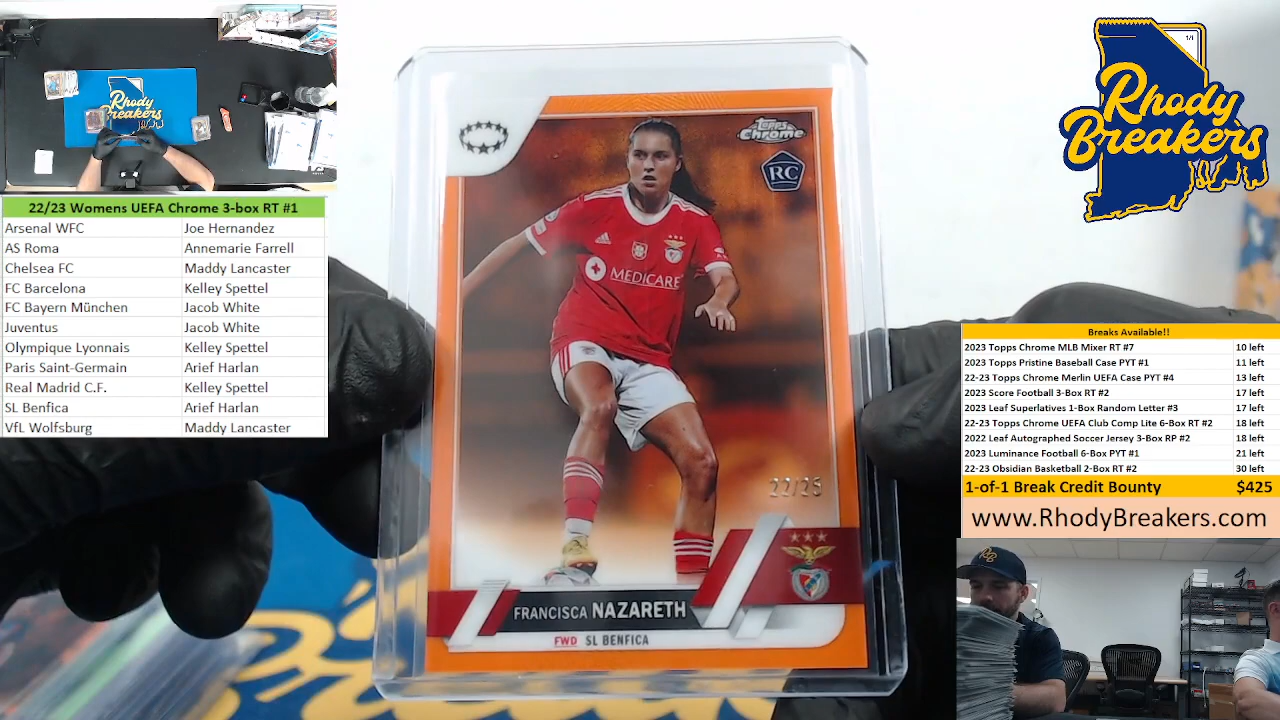 22/23 Womens UEFA Chrome 3-box RT #1
Arsenal WFC Joe Hernandez
AS Roma Annemarie Farrell
Chelsea FC Maddy Lancaster
FC Barcelona Kelley Spettel
FC Bayern München Jacob White
Juventus Jacob White
Olympique Lyonnais Kelley Spettel
Paris Saint-Germain Arief Harlan
Real Madrid C.F. Kelley Spettel
SL Benfica Arief Harlan
VfL Wolfsburg Maddy Lancaster
Rhody
Breakers
Topps
Chrome
RC
MEDICARE
22/25
FRANCISCA NAZARETH
FWD SL BENFICA
1/1
Rhody
Breakers
Breaks Available!!
2023 Topps Chrome MLB Mixer RT #7 10 left
2023 Topps Pristine Baseball Case PYT #1 11 left
22-23 Topps Chrome Merlin UEFA Case PYT #4 13 left
2023 Score Football 3-Box RT #2 17 left
2023 Leaf Superlatives 1-Box Random Letter #3 17 left
22-23 Topps Chrome UEFA Club Comp Lite 6-Box RT #2 18 left
2022 Leaf Autographed Soccer Jersey 3-Box RP #2 18 left
2023 Luminance Football 6-Box PYT #1 21 left
22-23 Obsidian Basketball 2-Box RT #2 30 left
1-of-1 Break Credit Bounty $425
www.RhodyBreakers.com
RB